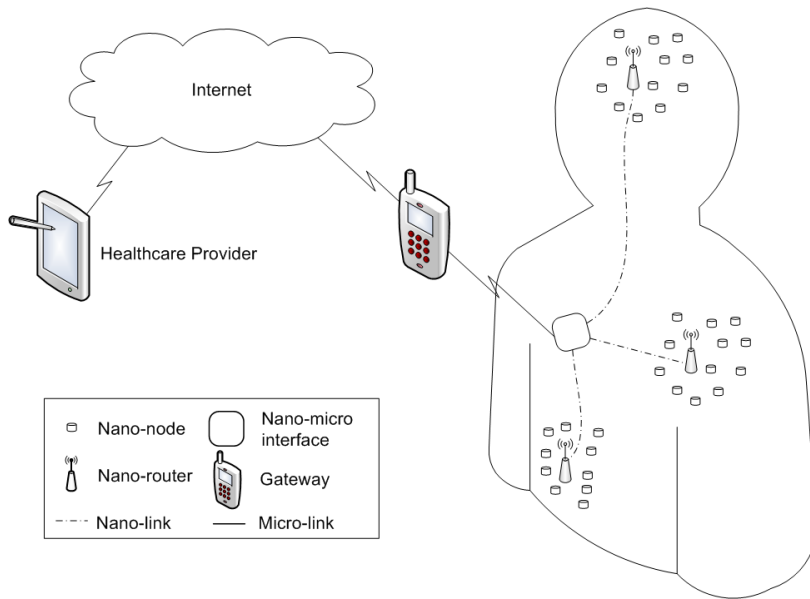 Internet
Healthcare Provider
Nano-node
Nano-micro
interface
Nano-router
Gateway
Nano-link
Micro-link